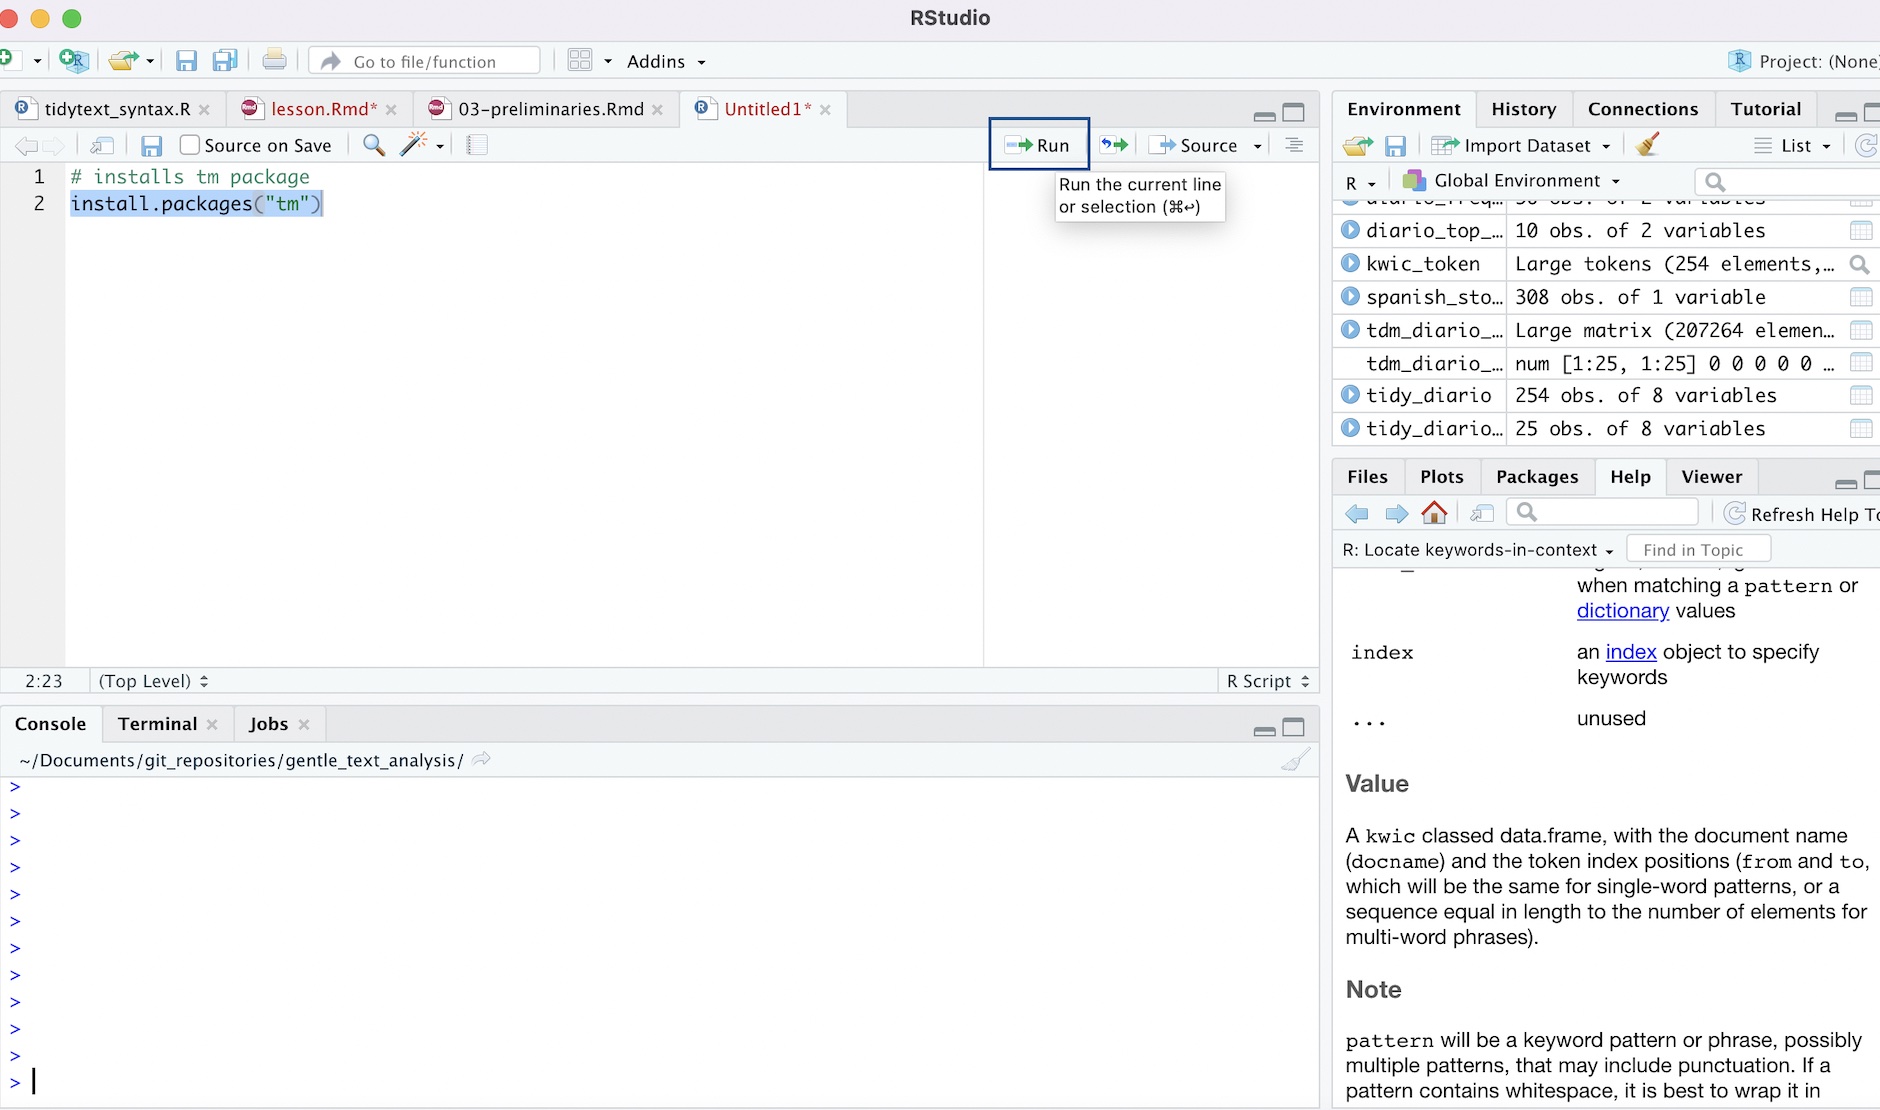 RStudio
Go to file/function
Addins
Project: (None)
tidytext_syntax.R
lesson.Rmd*
03-preliminaries.Rmd
Untitled1*
Source on Save
Run
Source
Run the current line
or selection (⌘↩)
1 # installs tm package
2 install.packages("tm")
2:23
(Top Level)
R Script
Console
Terminal
Jobs
~/Documents/git_repositories/gentle_text_analysis/
>
>
>
>
>
>
>
>
>
>
>
>
Environment
History
Connections
Tutorial
Import Dataset
List
R
Global Environment
diario_top_… 10 obs. of 2 variables
kwic_token Large tokens (254 elements,…
spanish_sto… 308 obs. of 1 variable
tdm_diario_… Large matrix (207264 elemen…
tdm_diario_… num [1:25, 1:25] 0 0 0 0 0 …
tidy_diario 254 obs. of 8 variables
tidy_diario… 25 obs. of 8 variables
Files
Plots
Packages
Help
Viewer
Refresh Help To
R: Locate keywords-in-context
Find in Topic
when matching a pattern or
dictionary values
index
an index object to specify
keywords
...
unused
Value
A kwic classed data.frame, with the document name
(docname) and the token index positions (from and to,
which will be the same for single-word patterns, or a
sequence equal in length to the number of elements for
multi-word phrases).
Note
pattern will be a keyword pattern or phrase, possibly
multiple patterns, that may include punctuation. If a
pattern contains whitespace, it is best to wrap it in